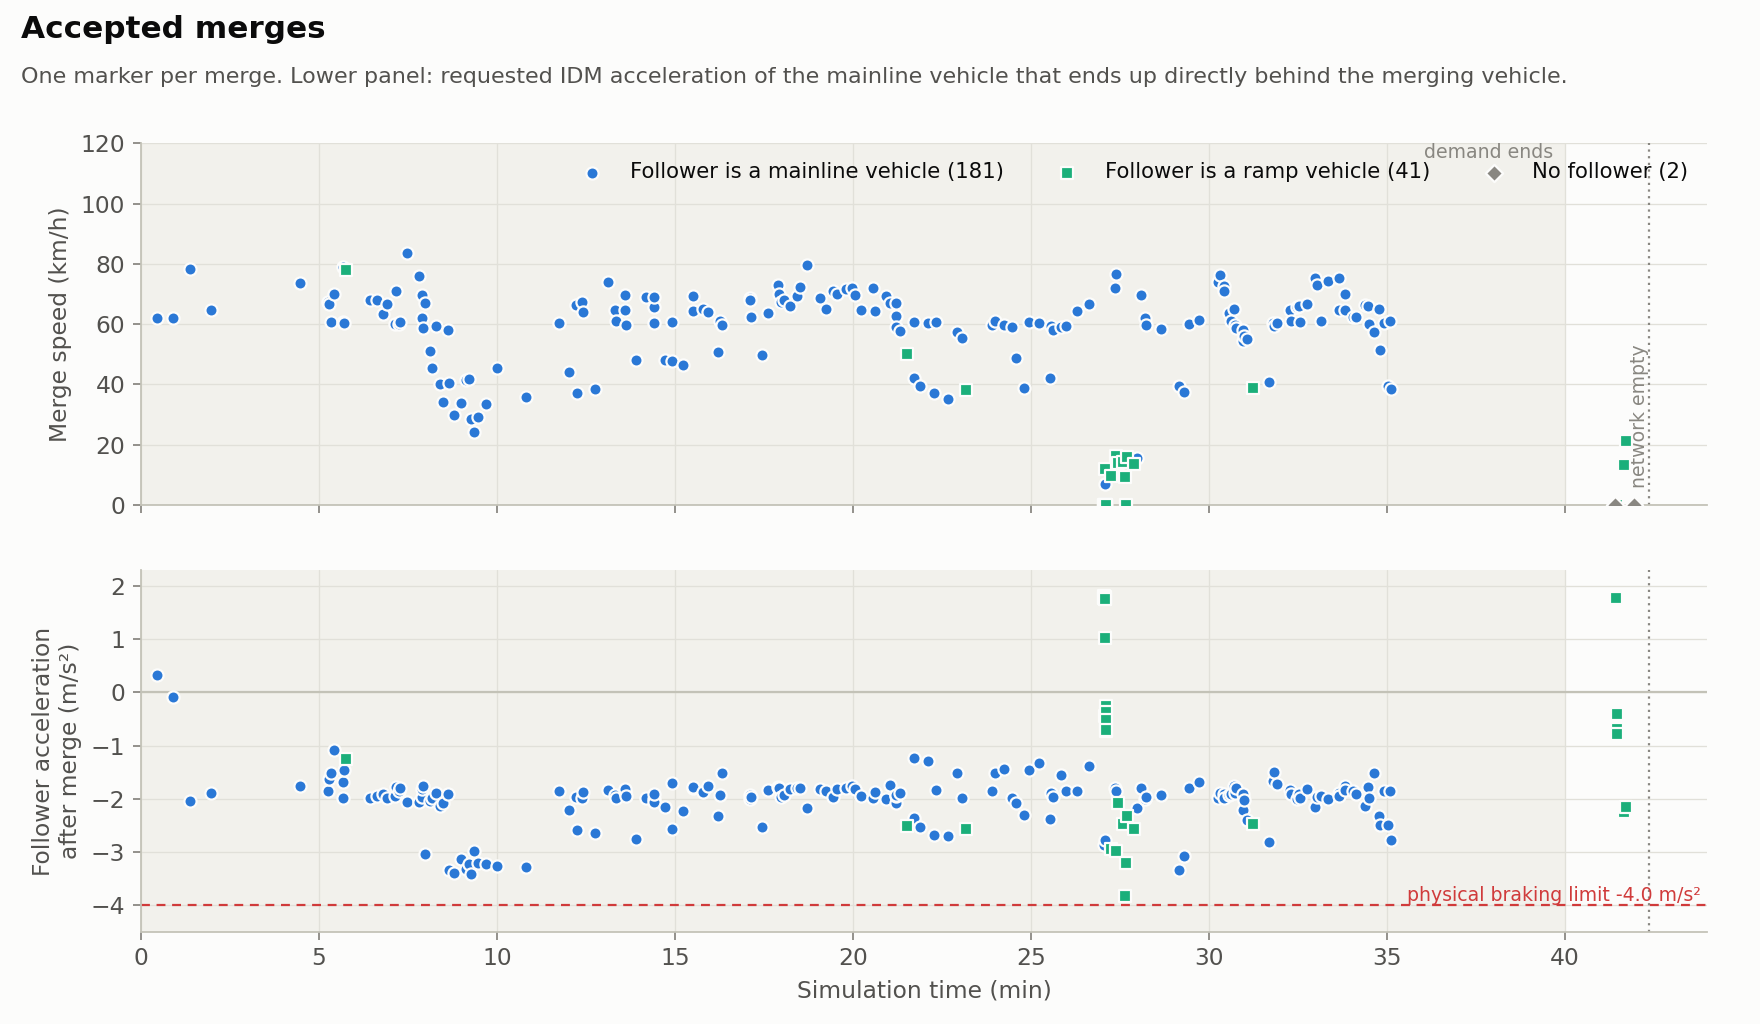 Accepted merges
One marker per merge. Lower panel: requested IDM acceleration of the mainline vehicle that ends up directly behind the merging vehicle.
demand ends
Follower is a mainline vehicle (181)
Follower is a ramp vehicle (41)
No follower (2)
Merge speed (km/h)
120
100
80
60
40
20
0
network empty
Follower acceleration
after merge (m/s²)
2
1
0
−1
−2
−3
−4
physical braking limit -4.0 m/s²
0
5
10
15
20
25
30
35
40
Simulation time (min)